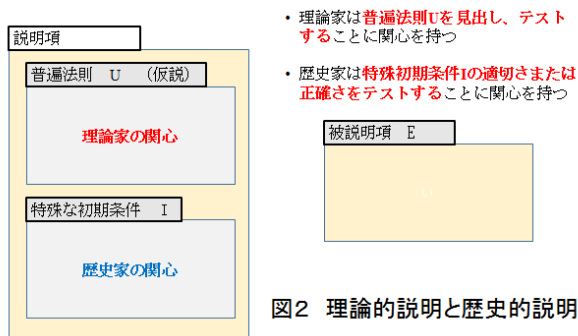 説明項
普遍法則 U (仮説)
理論家の関心
特殊な初期条件 I
歴史家の関心
・理論家は普遍法則Uを見出し、テスト
することに関心を持つ
・歴史家は特殊初期条件Iの適切さまたは
正確さをテストすることに関心を持つ
被説明項 E
図2 理論的説明と歴史的説明